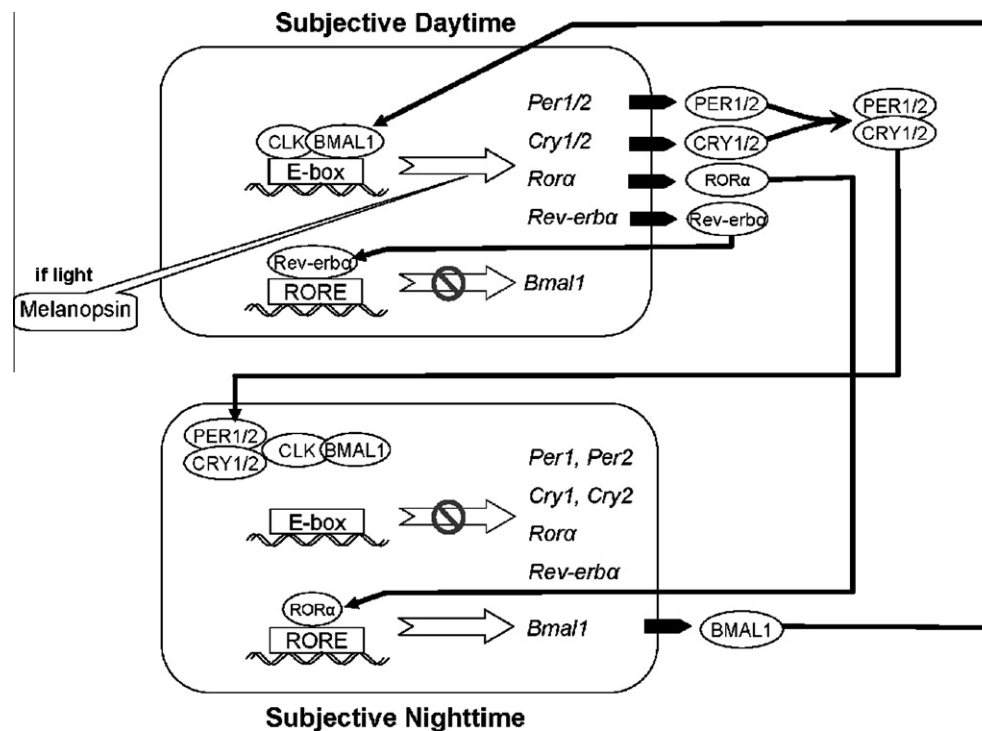 Subjective Daytime
Per1/2
PER1/2
PER1/2
CRY1/2
CLK
BMAL1
E-box
Cry1/2
CRY1/2
Rorα
RORα
Rev-erbα
Rev-erbα
if light
Melanopsin
Rev-erbα
RORE
Bmal1
PER1/2
CRY1/2
CLK
BMAL1
Per1, Per2
Cry1, Cry2
E-box
Rorα
Rev-erbα
RORα
RORE
Bmal1
BMAL1
Subjective Nighttime